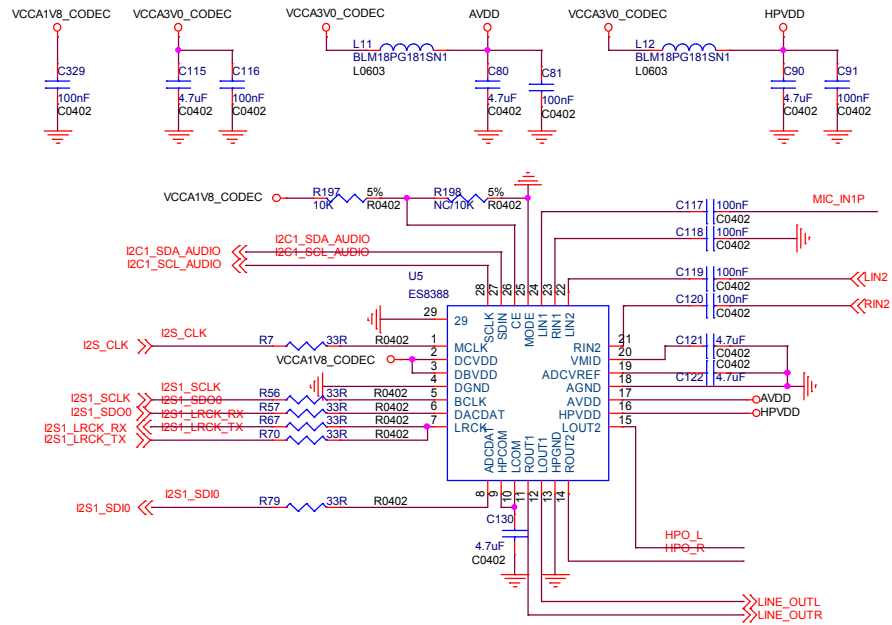 VCCA1V8_CODEC
VCCA3V0_CODEC
VCCA3V0_CODEC
AVDD
VCCA3V0_CODEC
HPVDD
L11
BLM18PG181SN1
L0603
L12
BLM18PG181SN1
L0603
C329
100nF
C0402
C115
4.7uF
C0402
C116
100nF
C0402
C80
4.7uF
C0402
C81
100nF
C0402
C90
4.7uF
C0402
C91
100nF
C0402
VCCA1V8_CODEC
R197
10K
5%
R0402
R198
NC/10K
5%
R0402
C117
100nF
C0402
MIC_IN1P
C118
100nF
C0402
I2C1_SDA_AUDIO
I2C1_SDA_AUDIO
I2C1_SCL_AUDIO
I2C1_SCL_AUDIO
C119
100nF
C0402
LIN2
C120
100nF
C0402
RIN2
U5
ES8388
28
27
26
25
24
23
22
SCLK
SDIN
CE
MODE
LIN1
RIN1
LIN2
29
29
I2S_CLK
R7
33R
R0402
1
MCLK
VCCA1V8_CODEC
2
DCVDD
3
DBVDD
4
DGND
I2S1_SCLK
I2S1_SCLK
R56
33R
R0402
5
BCLK
I2S1_SDO0
I2S1_SDO0
R57
33R
R0402
6
DACDAT
I2S1_LRCK_RX
I2S1_LRCK_RX
R67
33R
R0402
7
LRCK
I2S1_LRCK_TX
I2S1_LRCK_TX
R70
33R
R0402
RIN2
21
VMID
20
C121
4.7uF
C0402
ADCVREF
19
C0402
C122
4.7uF
AGND
18
AVDD
17
AVDD
HPVDD
16
HPVDD
LOUT2
15
ADCDAT
HPCOM
LCOM
ROUT1
LOUT1
HPGND
ROUT2
8
9
10
11
12
13
14
I2S1_SDI0
I2S1_SDI0
R79
33R
R0402
C130
4.7uF
C0402
HPO_L
HPO_R
LINE_OUTL
LINE_OUTR